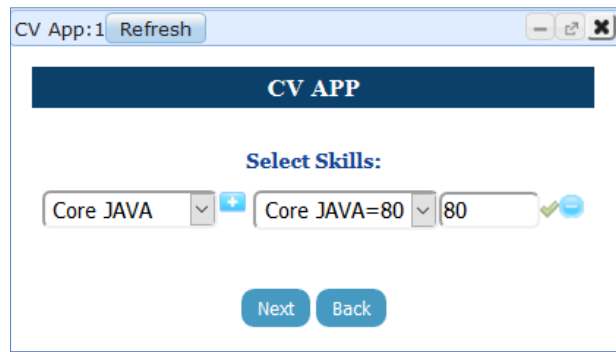 CV App:1 Refresh
CV APP
Select Skills:
Core JAVA Core JAVA=80 80
Next Back